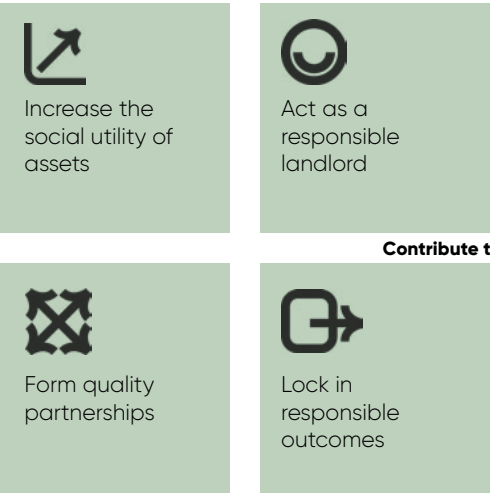 Increase the
social utility of
assets
Act as a
responsible
landlord
Contribute t
Form quality
partnerships
Lock in
responsible
outcomes